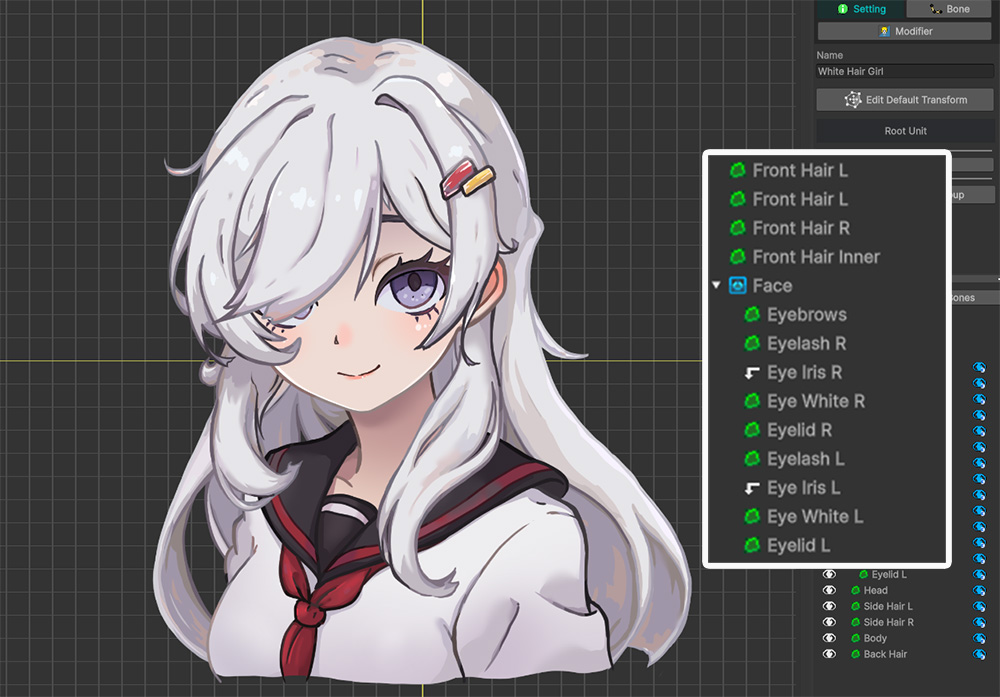 Setting
Bone
Modifier
Name
White Hair Girl
Edit Default Transform
Root Unit
Front Hair L
Front Hair L
Front Hair R
Front Hair Inner
Face
Eyebrows
Eyelash R
Eye Iris R
Eye White R
Eyelid R
Eyelash L
Eye Iris L
Eye White L
Eyelid L
oup
Bones
Eyelid L
Head
Side Hair L
Side Hair R
Body
Back Hair